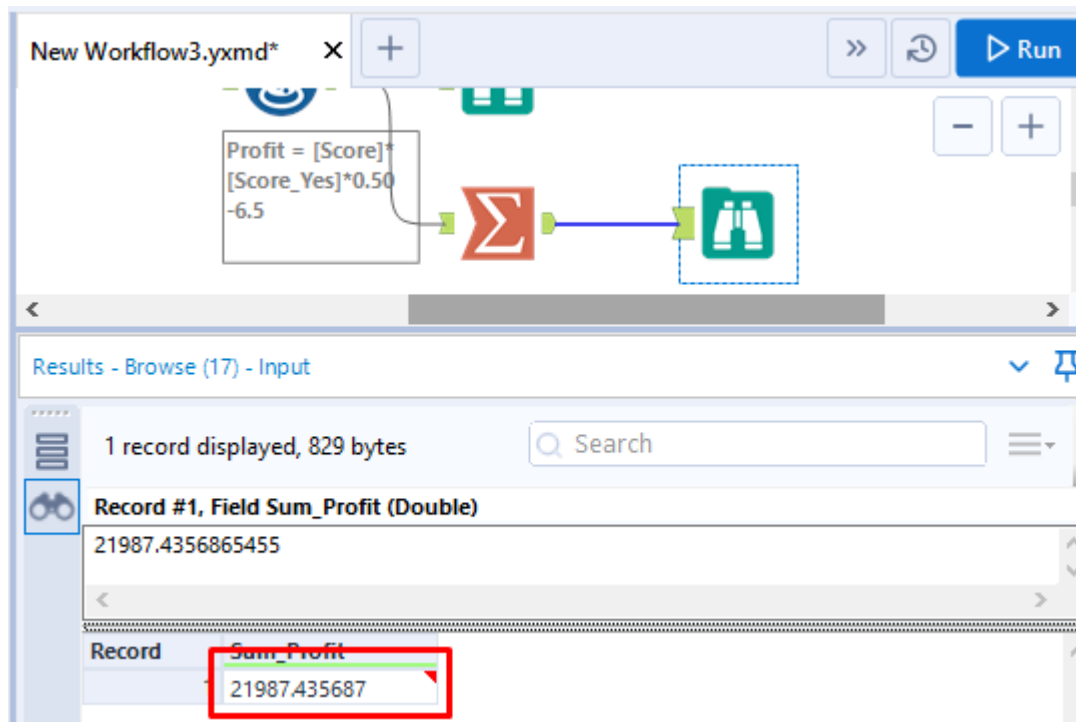 New Workflow3.yxmd*
Run
Profit = [Score]*
[Score_Yes]*0.50
-6.5
Results - Browse (17) - Input
1 record displayed, 829 bytes
Search
Record #1, Field Sum_Profit (Double)
21987.4356865455
Record Sum_Profit
21987.435687